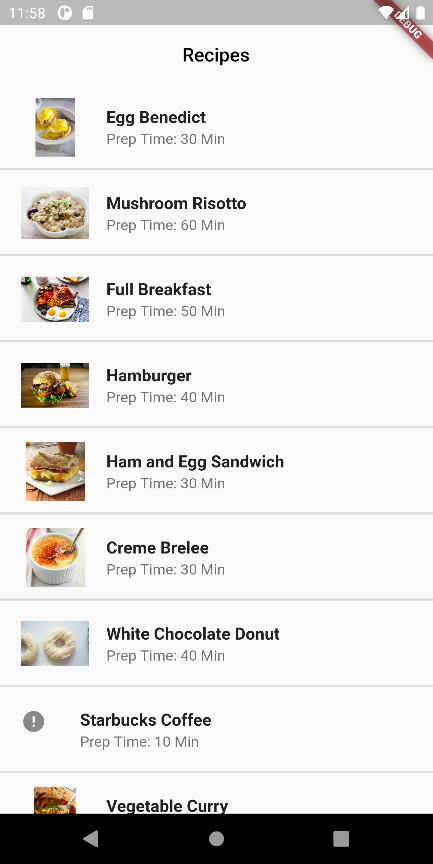 11:58
DEBUG
Recipes
Egg Benedict
Prep Time: 30 Min
Mushroom Risotto
Prep Time: 60 Min
Full Breakfast
Prep Time: 50 Min
Hamburger
Prep Time: 40 Min
Ham and Egg Sandwich
Prep Time: 30 Min
Creme Brelee
Prep Time: 30 Min
White Chocolate Donut
Prep Time: 40 Min
Starbucks Coffee
Prep Time: 10 Min
Vegetable Curry